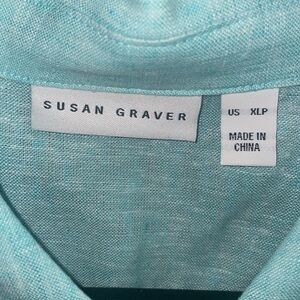 SUSAN GRAVER
US XLP
MADE IN
CHINA